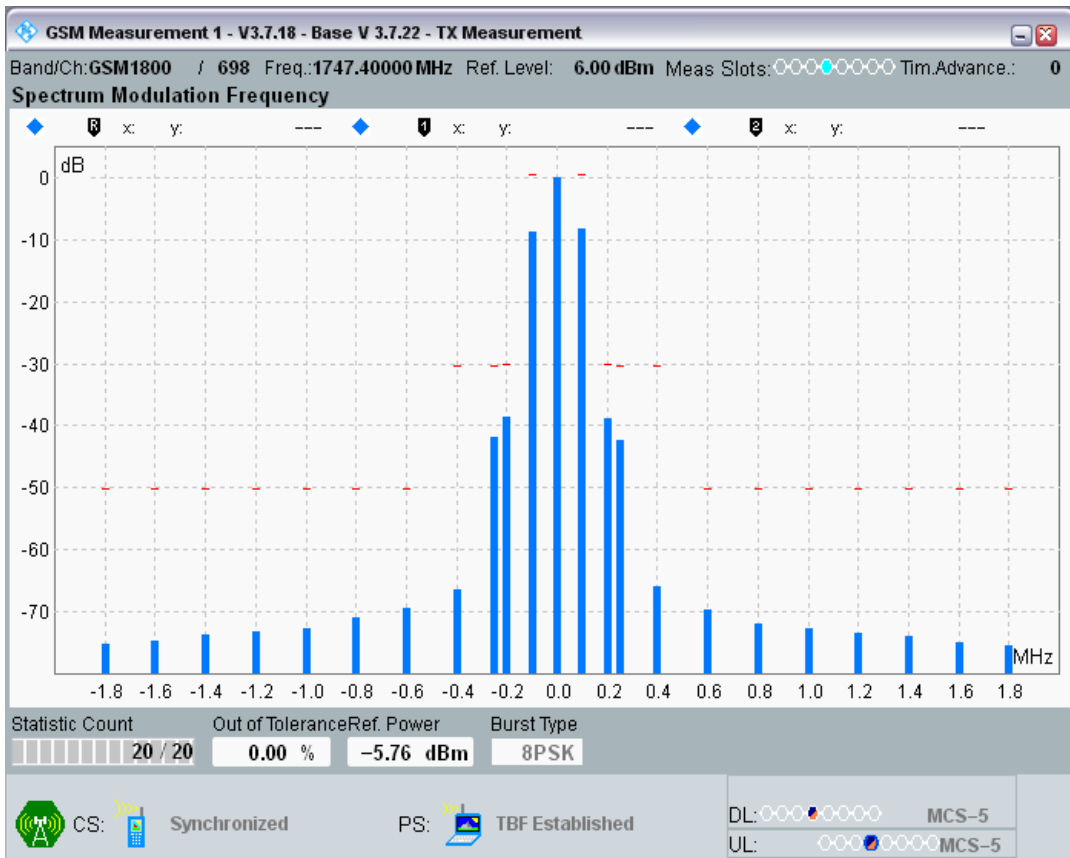 GSM Measurement 1 - V3.7.18 - Base V 3.7.22 - TX Measurement
Band/Ch:GSM1800 / 698 Freq.:1747.40000 MHz Ref. Level: 6.00 dBm Meas Slots: Tim.Advance.: 0
Spectrum Modulation Frequency
R x: y: --- 1 x: y: --- 2 x: y: ---
dB
0
-10
-20
-30
-40
-50
-60
-70
MHz
-1.8 -1.6 -1.4 -1.2 -1.0 -0.8 -0.6 -0.4 -0.2 0.0 0.2 0.4 0.6 0.8 1.0 1.2 1.4 1.6 1.8
Statistic Count Out of Tolerance Ref. Power Burst Type
20 / 20 0.00 % −5.76 dBm 8PSK
CS: Synchronized PS: TBF Established
DL: MCS−5
UL: MCS−5